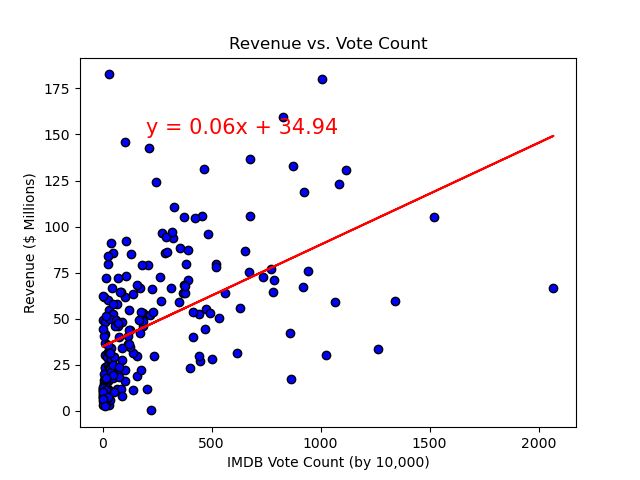 Revenue vs. Vote Count
y = 0.06x + 34.94
Revenue ($ Millions)
175
150
125
100
75
50
25
0
0 500 1000 1500 2000
IMDB Vote Count (by 10,000)